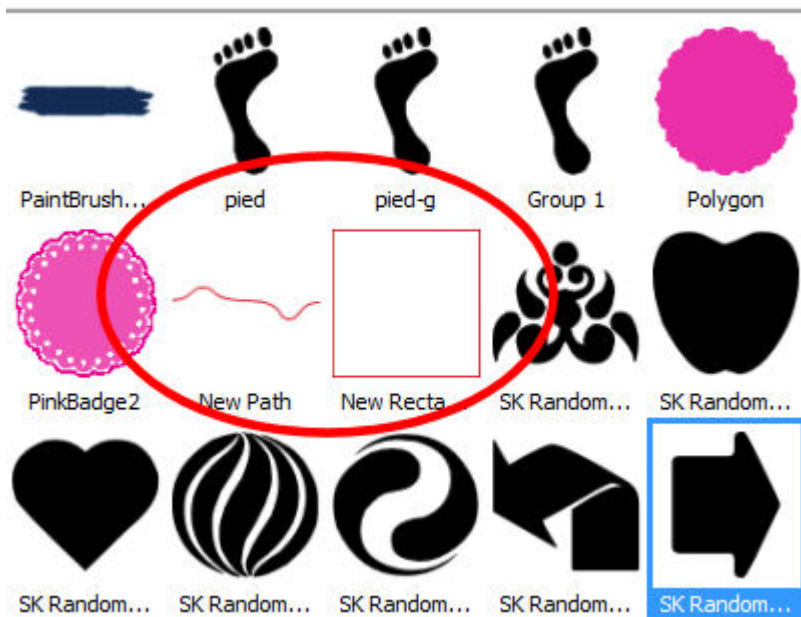 PaintBrush... pied pied-g Group 1 Polygon
PinkBadge2 New Path New Recta... SK Random... SK Random...
SK Random... SK Random... SK Random... SK Random... SK Random...